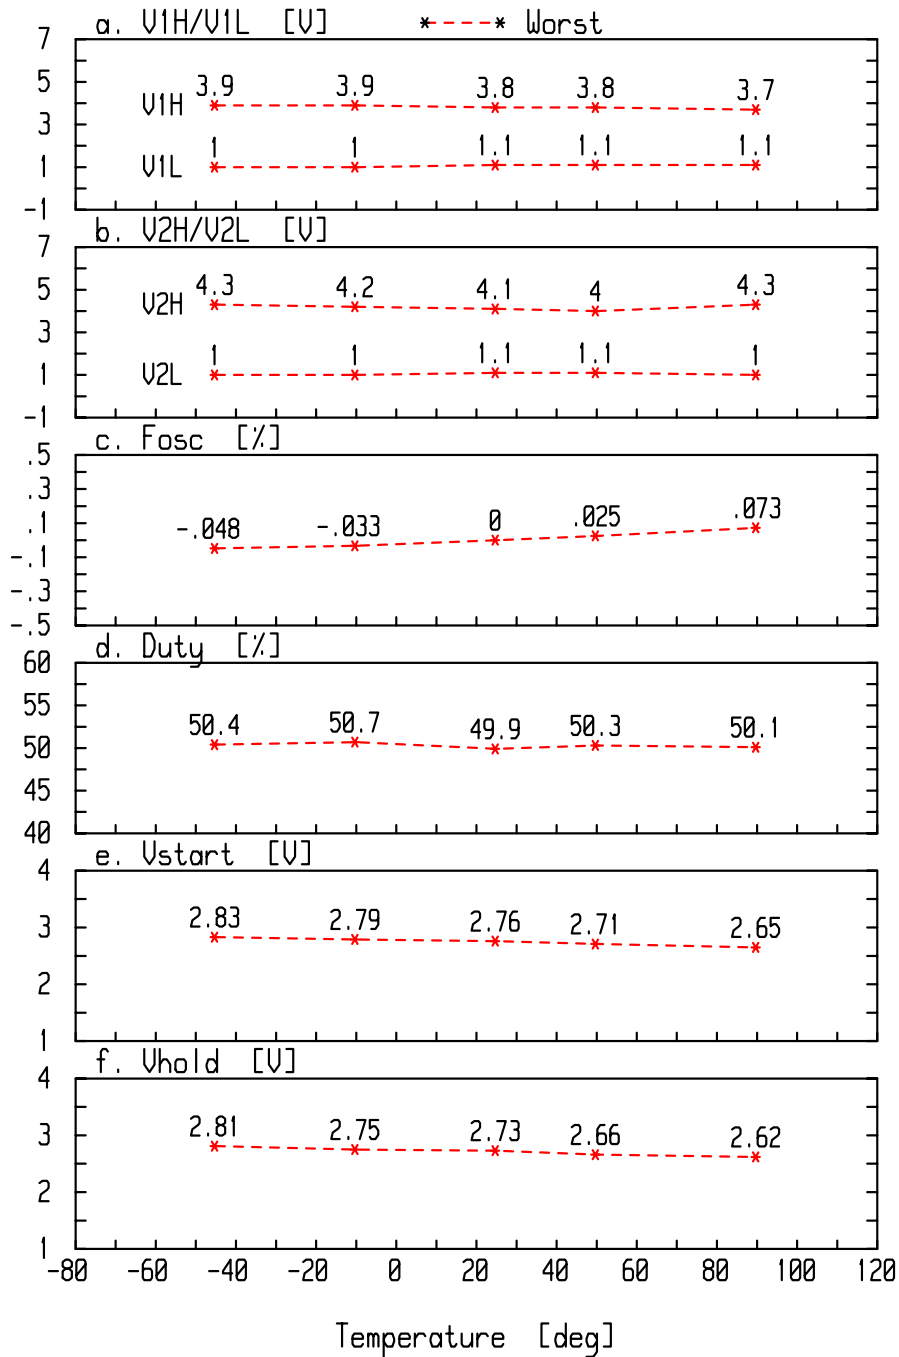 a. V1H/V1L [V] *-----* Worst
7
5
3
1
-1
3.9 3.9 3.8 3.8 3.7
V1H
1 1 1.1 1.1 1.1
V1L
b. V2H/V2L [V]
7
5
3
1
-1
4.3 4.2 4.1 4 4.3
V2H
1 1 1.1 1.1 1
V2L
c. Fosc [%]
.5
.3
.1
-.1
-.3
-.5
-.048 -.033 0 .025 .073
d. Duty [%]
60
55
50
45
40
50.4 50.7 49.9 50.3 50.1
e. Vstart [V]
4
3
2
1
2.83 2.79 2.76 2.71 2.65
f. Vhold [V]
4
3
2
1
2.81 2.75 2.73 2.66 2.62
-80 -60 -40 -20 0 20 40 60 80 100 120
Temperature [deg]